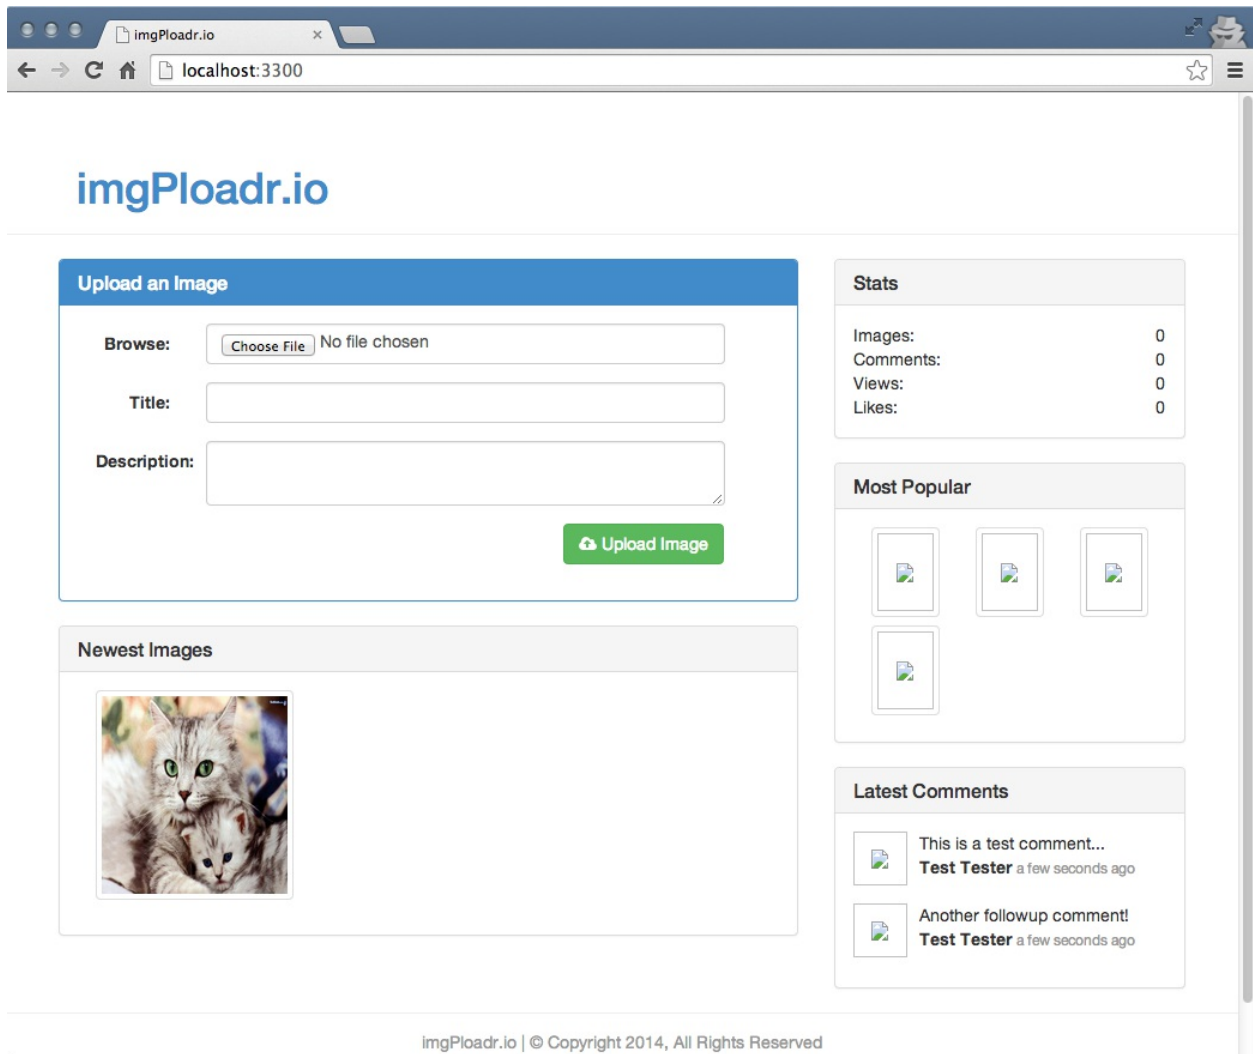 imgPloadr.io
localhost:3300
imgPloadr.io
Upload an Image
Browse: Choose File No file chosen
Title:
Description:
Upload Image
Newest Images
Stats
Images: 0
Comments: 0
Views: 0
Likes: 0
Most Popular
Latest Comments
This is a test comment...
Test Tester a few seconds ago
Another followup comment!
Test Tester a few seconds ago
imgPloadr.io | © Copyright 2014, All Rights Reserved